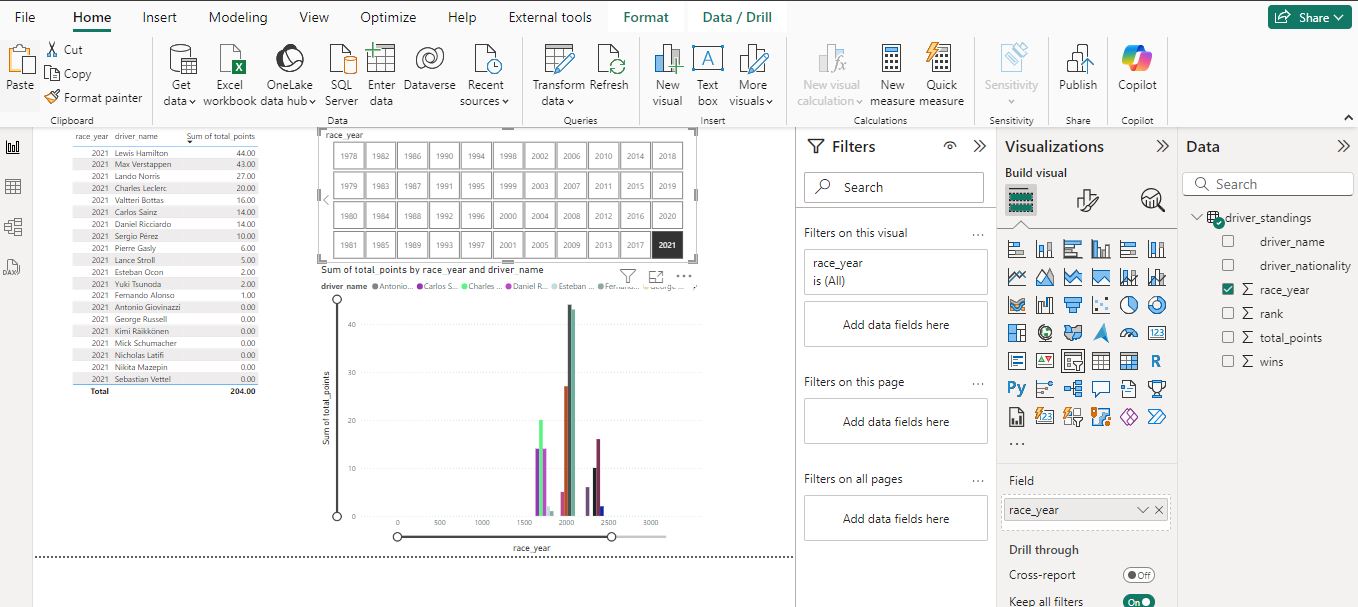 File Home Insert Modeling View Optimize Help External tools Format Data / Drill Share
Paste
Cut
Copy
Format painter
Clipboard
Get
data
Excel
workbook
OneLake
data hub
SQL
Server
Enter
data
Dataverse
Recent
sources
Data
Transform
data
Refresh
Queries
New
visual
A
Text
box
More
visuals
Insert
New visual
calculation
New
measure
Quick
measure
Calculations
Sensitivity
Sensitivity
Publish
Share
Copilot
Copilot
DAX
race_year driver_name Sum of total_points
2021 Lewis Hamilton 44.00
2021 Max Verstappen 43.00
2021 Lando Norris 27.00
2021 Charles Leclerc 20.00
2021 Valtteri Bottas 16.00
2021 Carlos Sainz 14.00
2021 Daniel Ricciardo 14.00
2021 Sergio Pérez 10.00
2021 Pierre Gasly 6.00
2021 Lance Stroll 5.00
2021 Esteban Ocon 2.00
2021 Yuki Tsunoda 2.00
2021 Fernando Alonso 1.00
2021 Antonio Giovinazzi 0.00
2021 George Russell 0.00
2021 Kimi Räikkönen 0.00
2021 Mick Schumacher 0.00
2021 Nicholas Latifi 0.00
2021 Nikita Mazepin 0.00
2021 Sebastian Vettel 0.00
Total 204.00
race_year
1978 1982 1986 1990 1994 1998 2002 2006 2010 2014 2018
1979 1983 1987 1991 1995 1999 2003 2007 2011 2015 2019
1980 1984 1988 1992 1996 2000 2004 2008 2012 2016 2020
1981 1985 1989 1993 1997 2001 2005 2009 2013 2017 2021
Sum of total_points by race_year and driver_name
driver_name Antonio... Carlos S... Charles ... Daniel R... Esteban ... Fernan...
Sum of total_points
40
30
20
10
0
0 500 1000 1500 2000 2500 3000
race_year
Filters
Search
Filters on this visual ...
race_year
is (All)
Add data fields here
Filters on this page ...
Add data fields here
Filters on all pages ...
Add data fields here
Visualizations
Build visual
123
R
Py
123
...
Field
race_year
Drill through
Cross-report Off
Keep all filters On
Data
Search
driver_standings
driver_name
driver_nationality
∑ race_year
∑ rank
∑ total_points
∑ wins